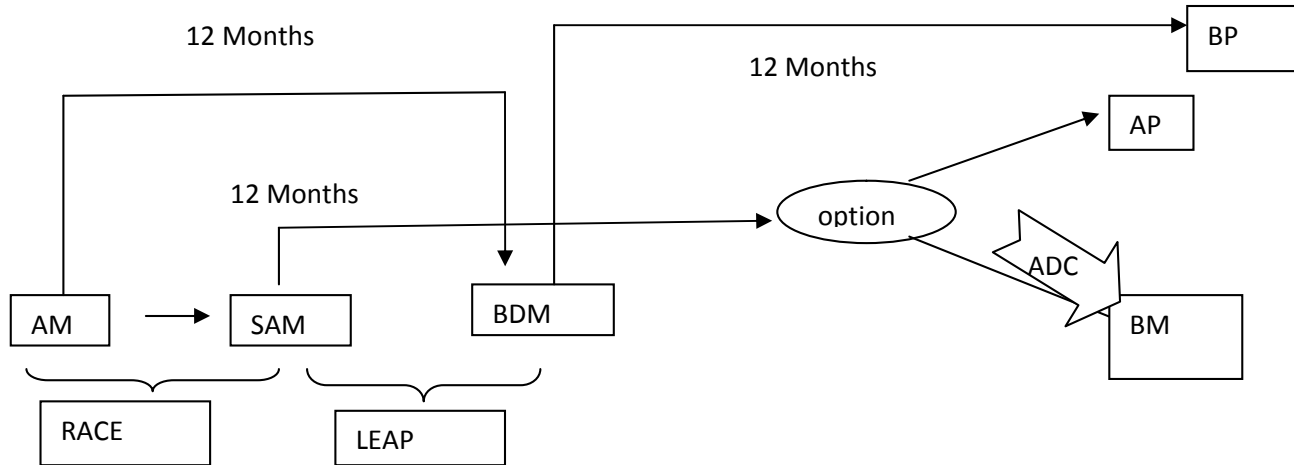 12 Months
BP
12 Months
AP
12 Months
option
ADC
AM
SAM
BDM
BM
RACE
LEAP